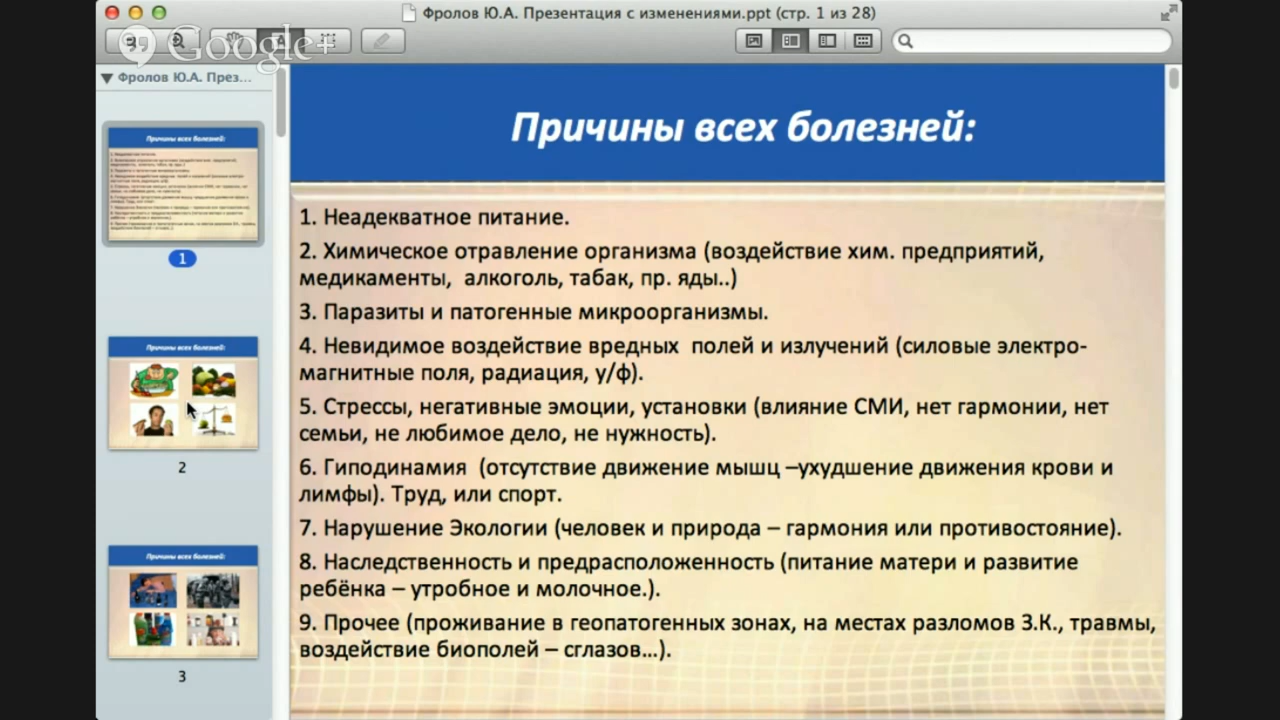 Фролов Ю.А. Презентация с изменениями.ppt (стр. 1 из 28)
Google+
Фролов Ю.А. През...
Причины всех болезней:
1. Неадекватное питание.
2. Химическое отравление организма (воздействие хим. предприятий,
медикаменты, алкоголь, табак, пр. яды..)
3. Паразиты и патогенные микроорганизмы.
4. Невидимое воздействие вредных полей и излучений (силовые электро-
магнитные поля, радиация, у/ф).
5. Стрессы, негативные эмоции, установки (влияние СМИ, нет гармонии, нет
семьи, не любимое дело, не нужность).
6. Гиподинамия (отсутствие движение мышц –ухудшение движения крови и
лимфы). Труд, или спорт.
7. Нарушение Экологии (человек и природа – гармония или противостояние).
8. Наследственность и предрасположенность (питание матери и развитие
ребёнка – утробное и молочное.).
9. Прочее (проживание в геопатогенных зонах, на местах разломов З.К., травмы,
воздействие биополей – сглазов...).
Причины всех болезней:
1
Причины всех болезней:
2
Причины всех болезней:
3